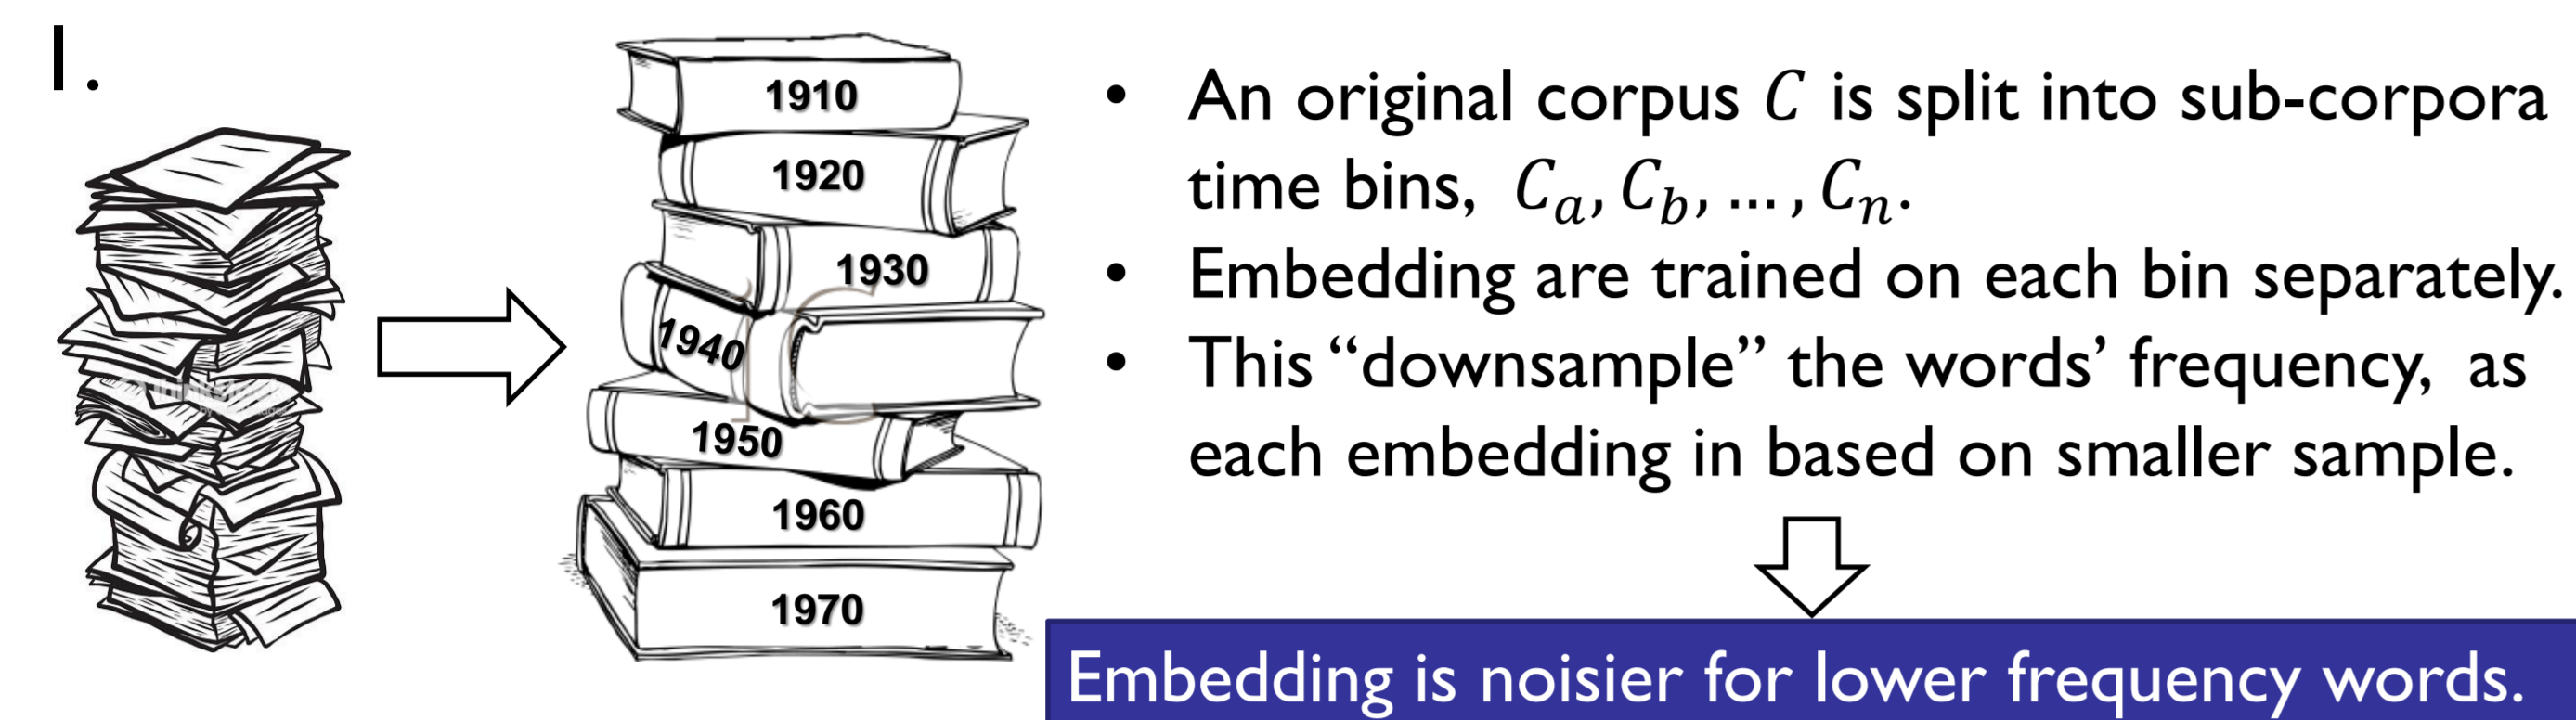 1.
1910
1920
1930
1940
1950
1960
1970
• An original corpus C is split into sub-corpora
time bins, Cₐ, C_b, ... , Cₙ.
• Embedding are trained on each bin separately.
• This “downsample” the words’ frequency, as
each embedding in based on smaller sample.
Embedding is noisier for lower frequency words.